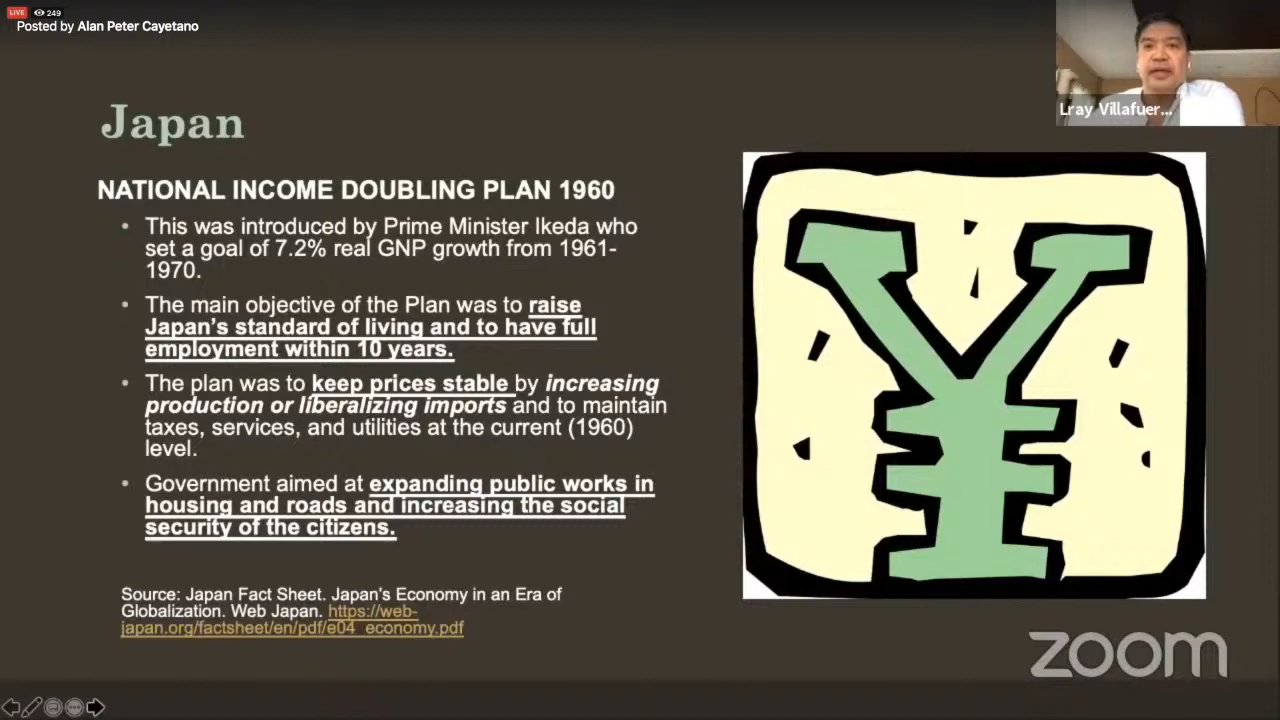 LIVE 249
Posted by Alan Peter Cayetano
Lray Villafuer...
Japan
NATIONAL INCOME DOUBLING PLAN 1960
• This was introduced by Prime Minister Ikeda who
set a goal of 7.2% real GNP growth from 1961-
1970.
• The main objective of the Plan was to raise
Japan's standard of living and to have full
employment within 10 years.
• The plan was to keep prices stable by increasing
production or liberalizing imports and to maintain
taxes, services, and utilities at the current (1960)
level.
• Government aimed at expanding public works in
housing and roads and increasing the social
security of the citizens.
Source: Japan Fact Sheet. Japan's Economy in an Era of
Globalization. Web Japan. https://web-
japan.org/factsheet/en/pdf/e04_economy.pdf
¥
zoom